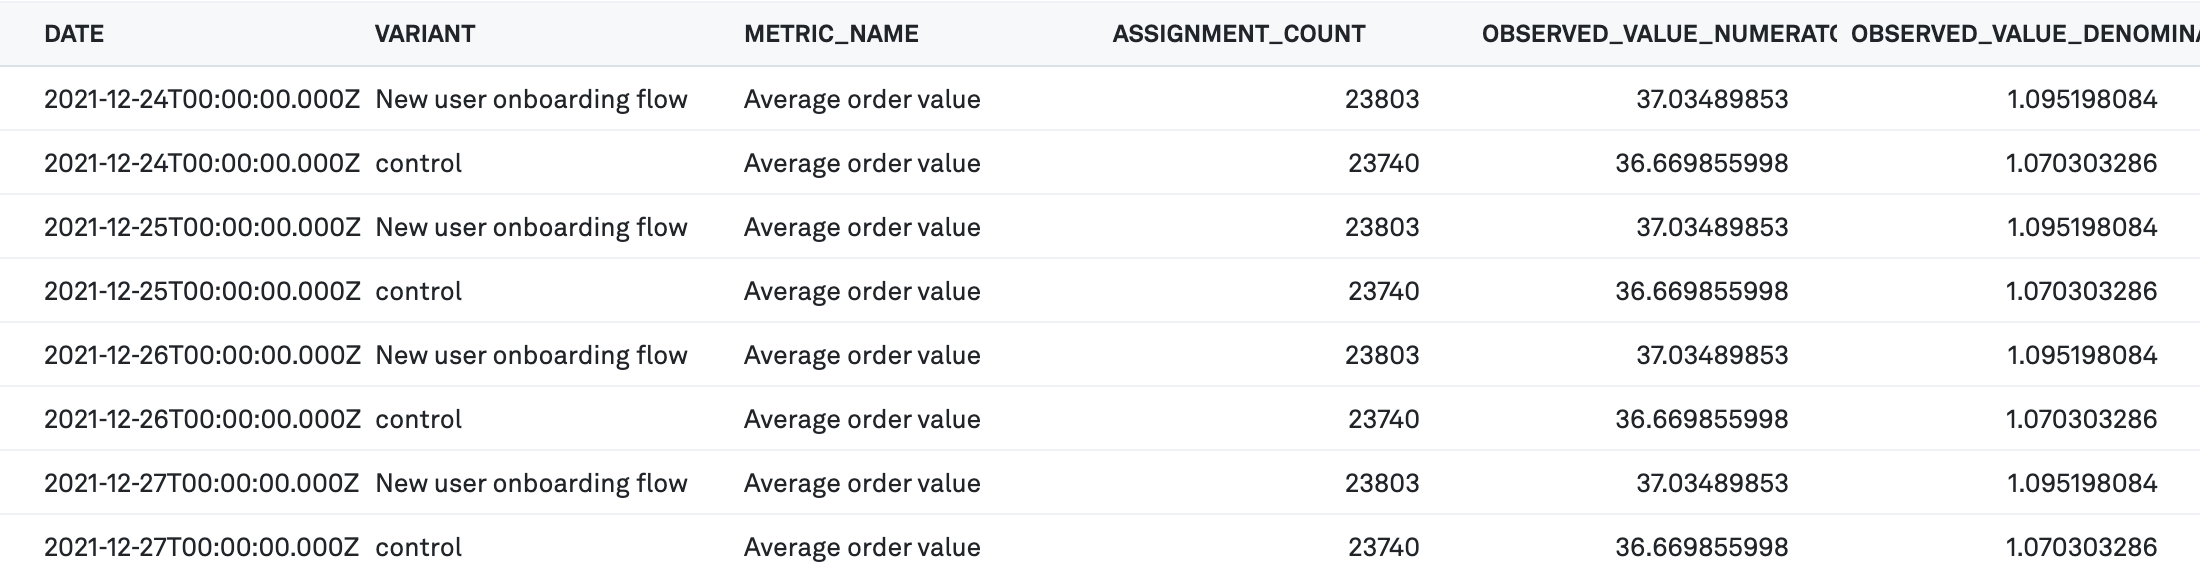 DATE VARIANT METRIC_NAME ASSIGNMENT_COUNT OBSERVED_VALUE_NUMERATO OBSERVED_VALUE_DENOMINA
2021-12-24T00:00:00.000Z New user onboarding flow Average order value 23803 37.03489853 1.095198084
2021-12-24T00:00:00.000Z control Average order value 23740 36.669855998 1.070303286
2021-12-25T00:00:00.000Z New user onboarding flow Average order value 23803 37.03489853 1.095198084
2021-12-25T00:00:00.000Z control Average order value 23740 36.669855998 1.070303286
2021-12-26T00:00:00.000Z New user onboarding flow Average order value 23803 37.03489853 1.095198084
2021-12-26T00:00:00.000Z control Average order value 23740 36.669855998 1.070303286
2021-12-27T00:00:00.000Z New user onboarding flow Average order value 23803 37.03489853 1.095198084
2021-12-27T00:00:00.000Z control Average order value 23740 36.669855998 1.070303286